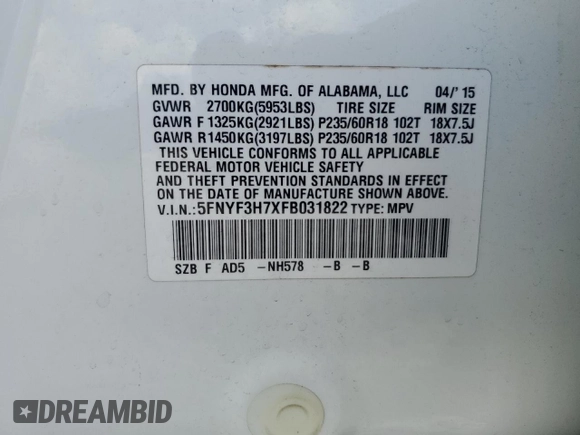 MFD. BY HONDA MFG. OF ALABAMA, LLC 04/'15
GVWR 2700KG(5953LBS) TIRE SIZE RIM SIZE
GAWR F 1325KG(2921LBS) P235/60R18 102T 18X7.5J
GAWR R1450KG(3197LBS) P235/60R18 102T 18X7.5J
THIS VEHICLE CONFORMS TO ALL APPLICABLE
FEDERAL MOTOR VEHICLE SAFETY
AND THEFT PREVENTION STANDARDS IN EFFECT
ON THE DATE OF MANUFACTURE SHOWN ABOVE.
V.I.N.:5FNYF3H7XFB031822 TYPE: MPV
SZB F AD5 -NH578 -B -B
DREAMBID